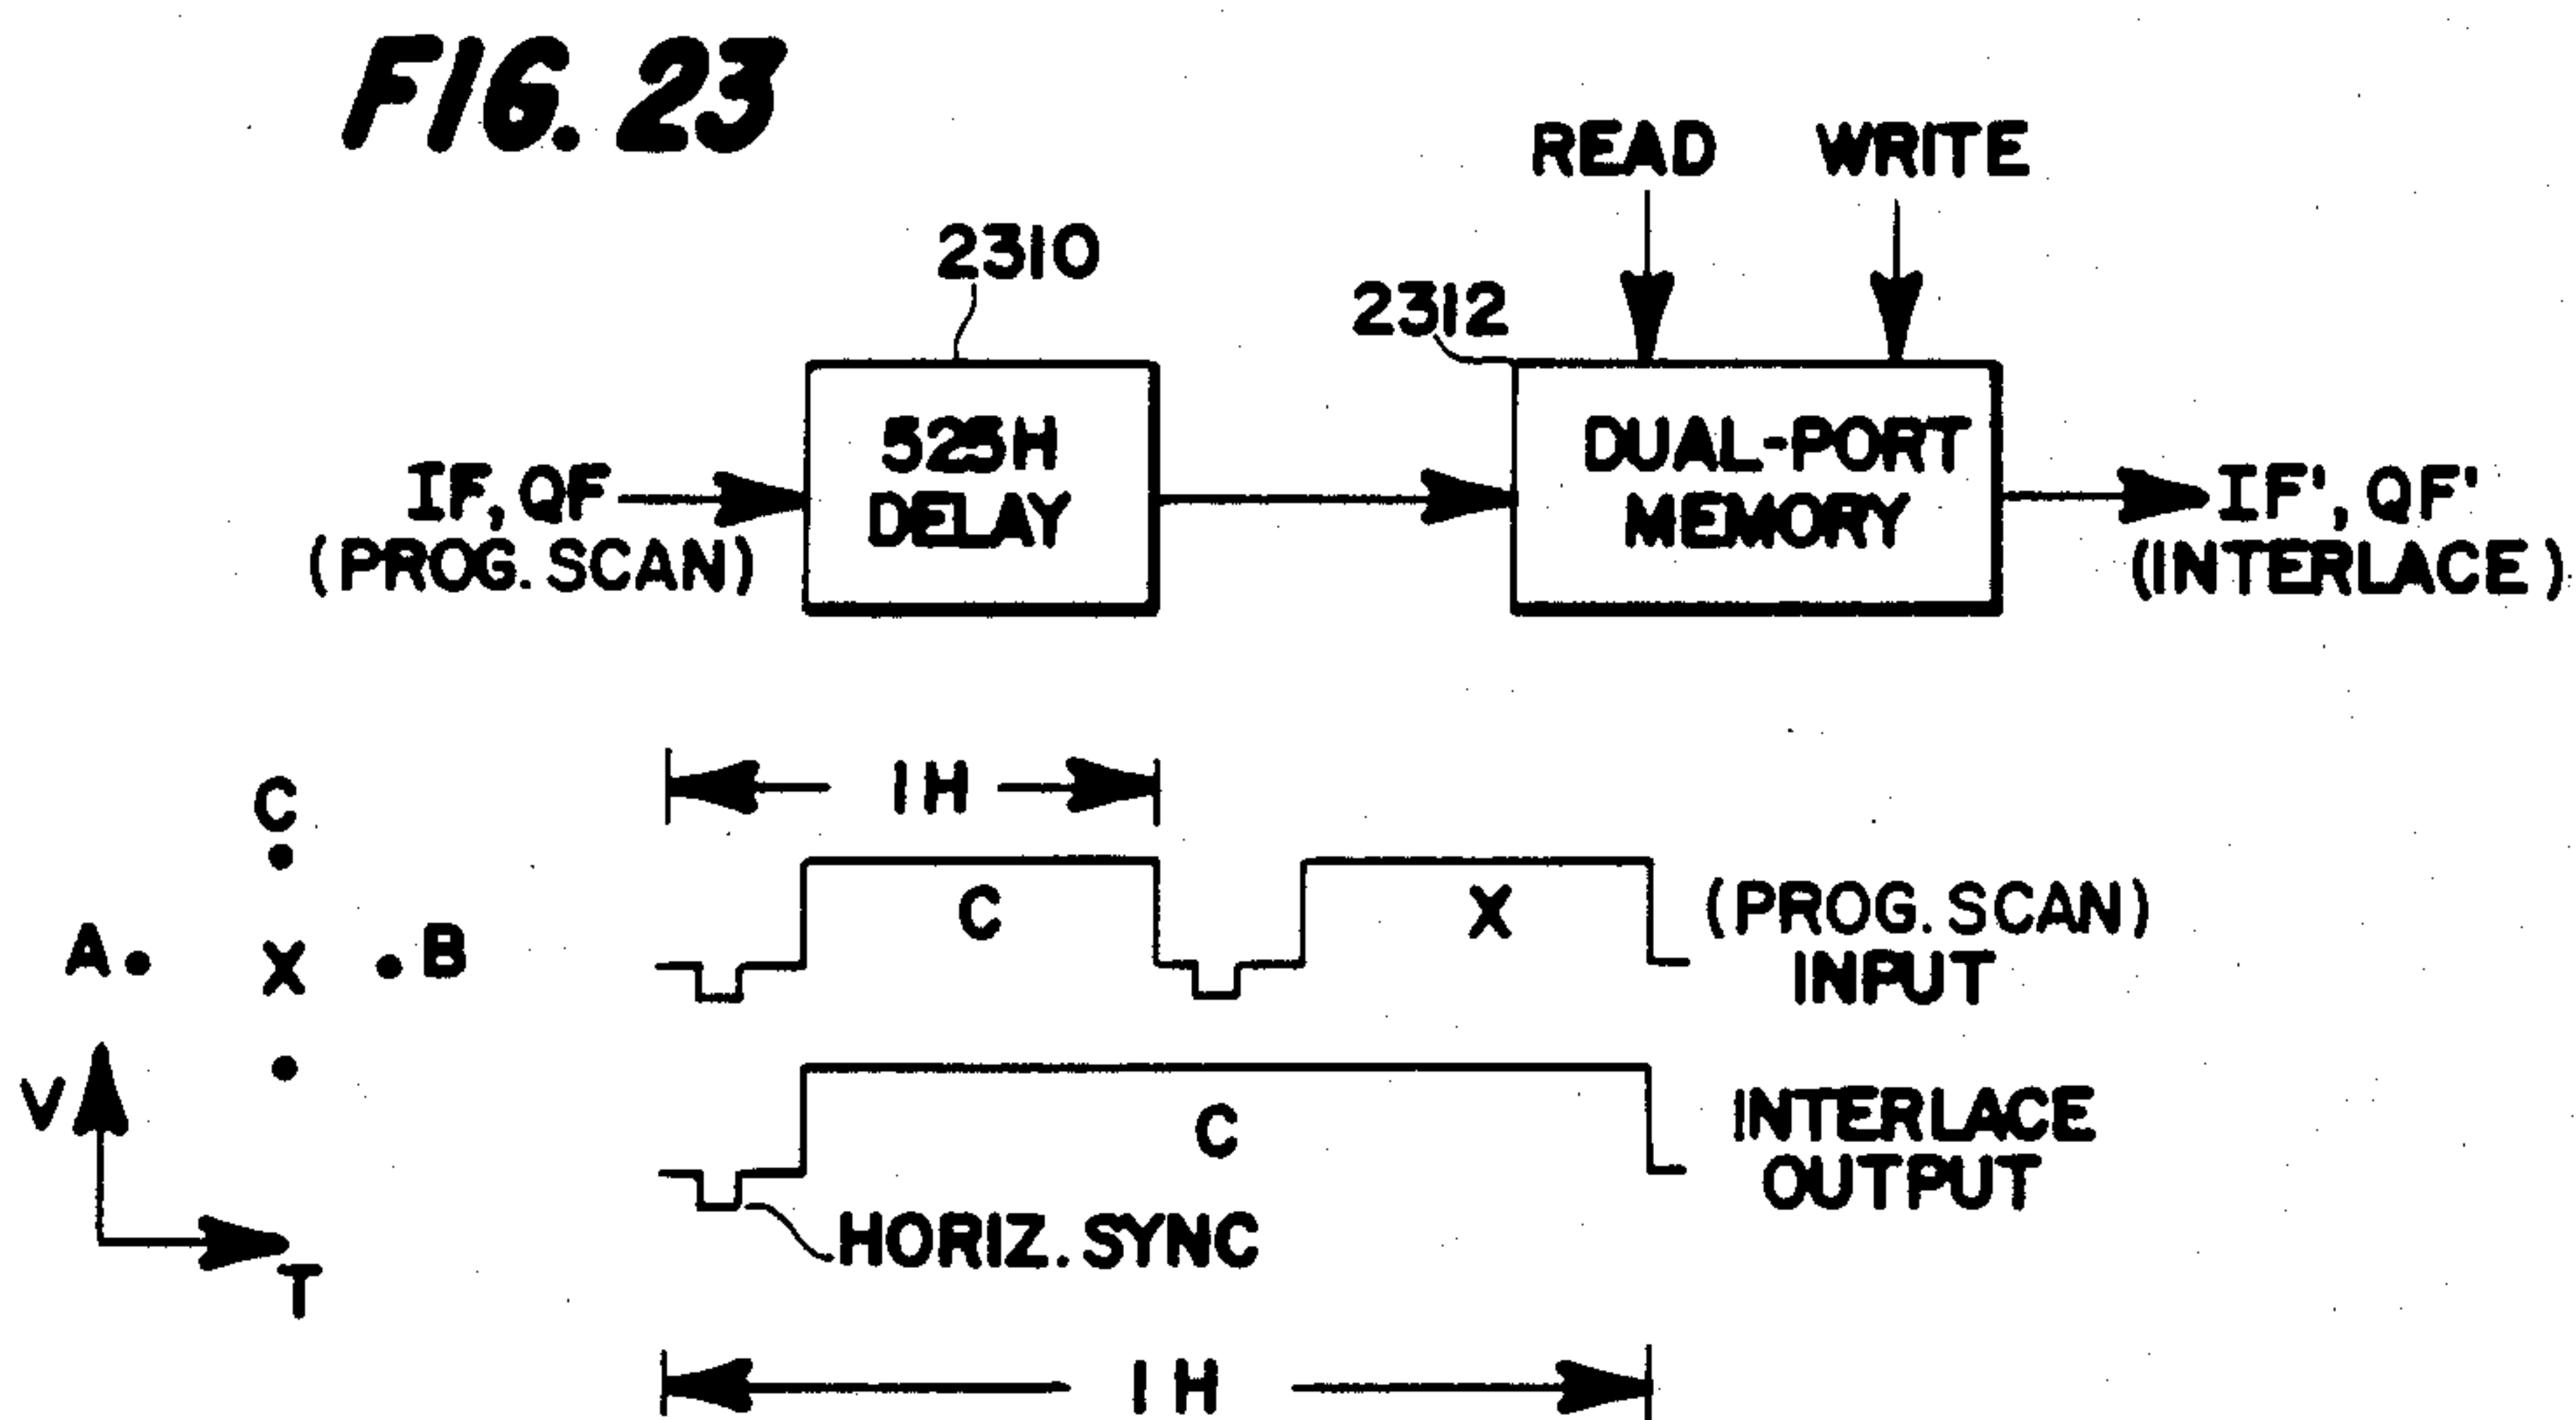 FIG. 23
READ WRITE
2310
2312
525H
DELAY
DUAL-PORT
MEMORY
IF, QF
(PROG. SCAN)
IF', QF'
(INTERLACE)
1H
C
A
X
B
V
T
C
X
(PROG. SCAN)
INPUT
C
INTERLACE
OUTPUT
HORIZ. SYNC
1H